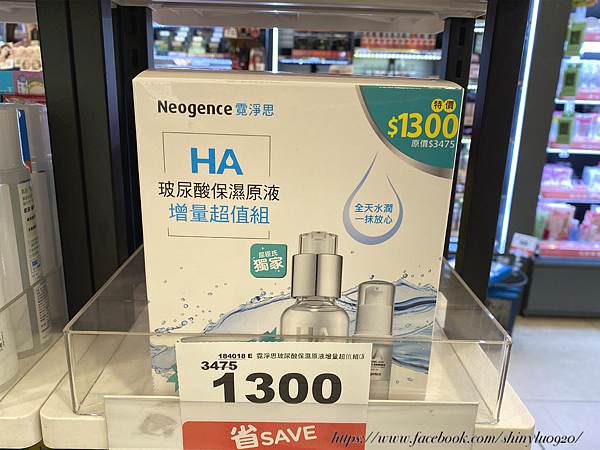 Neogence 霓淨思
特價
$1300
原價$3475
HA
玻尿酸保濕原液
增量超值組
全天水潤
一抹放心
屈臣氏
獨家
HA
184018 E 霓淨思玻尿酸保濕原液增量超值組(
3475
1300
省SAVE
https://www.facebook.com/shinyluo920/